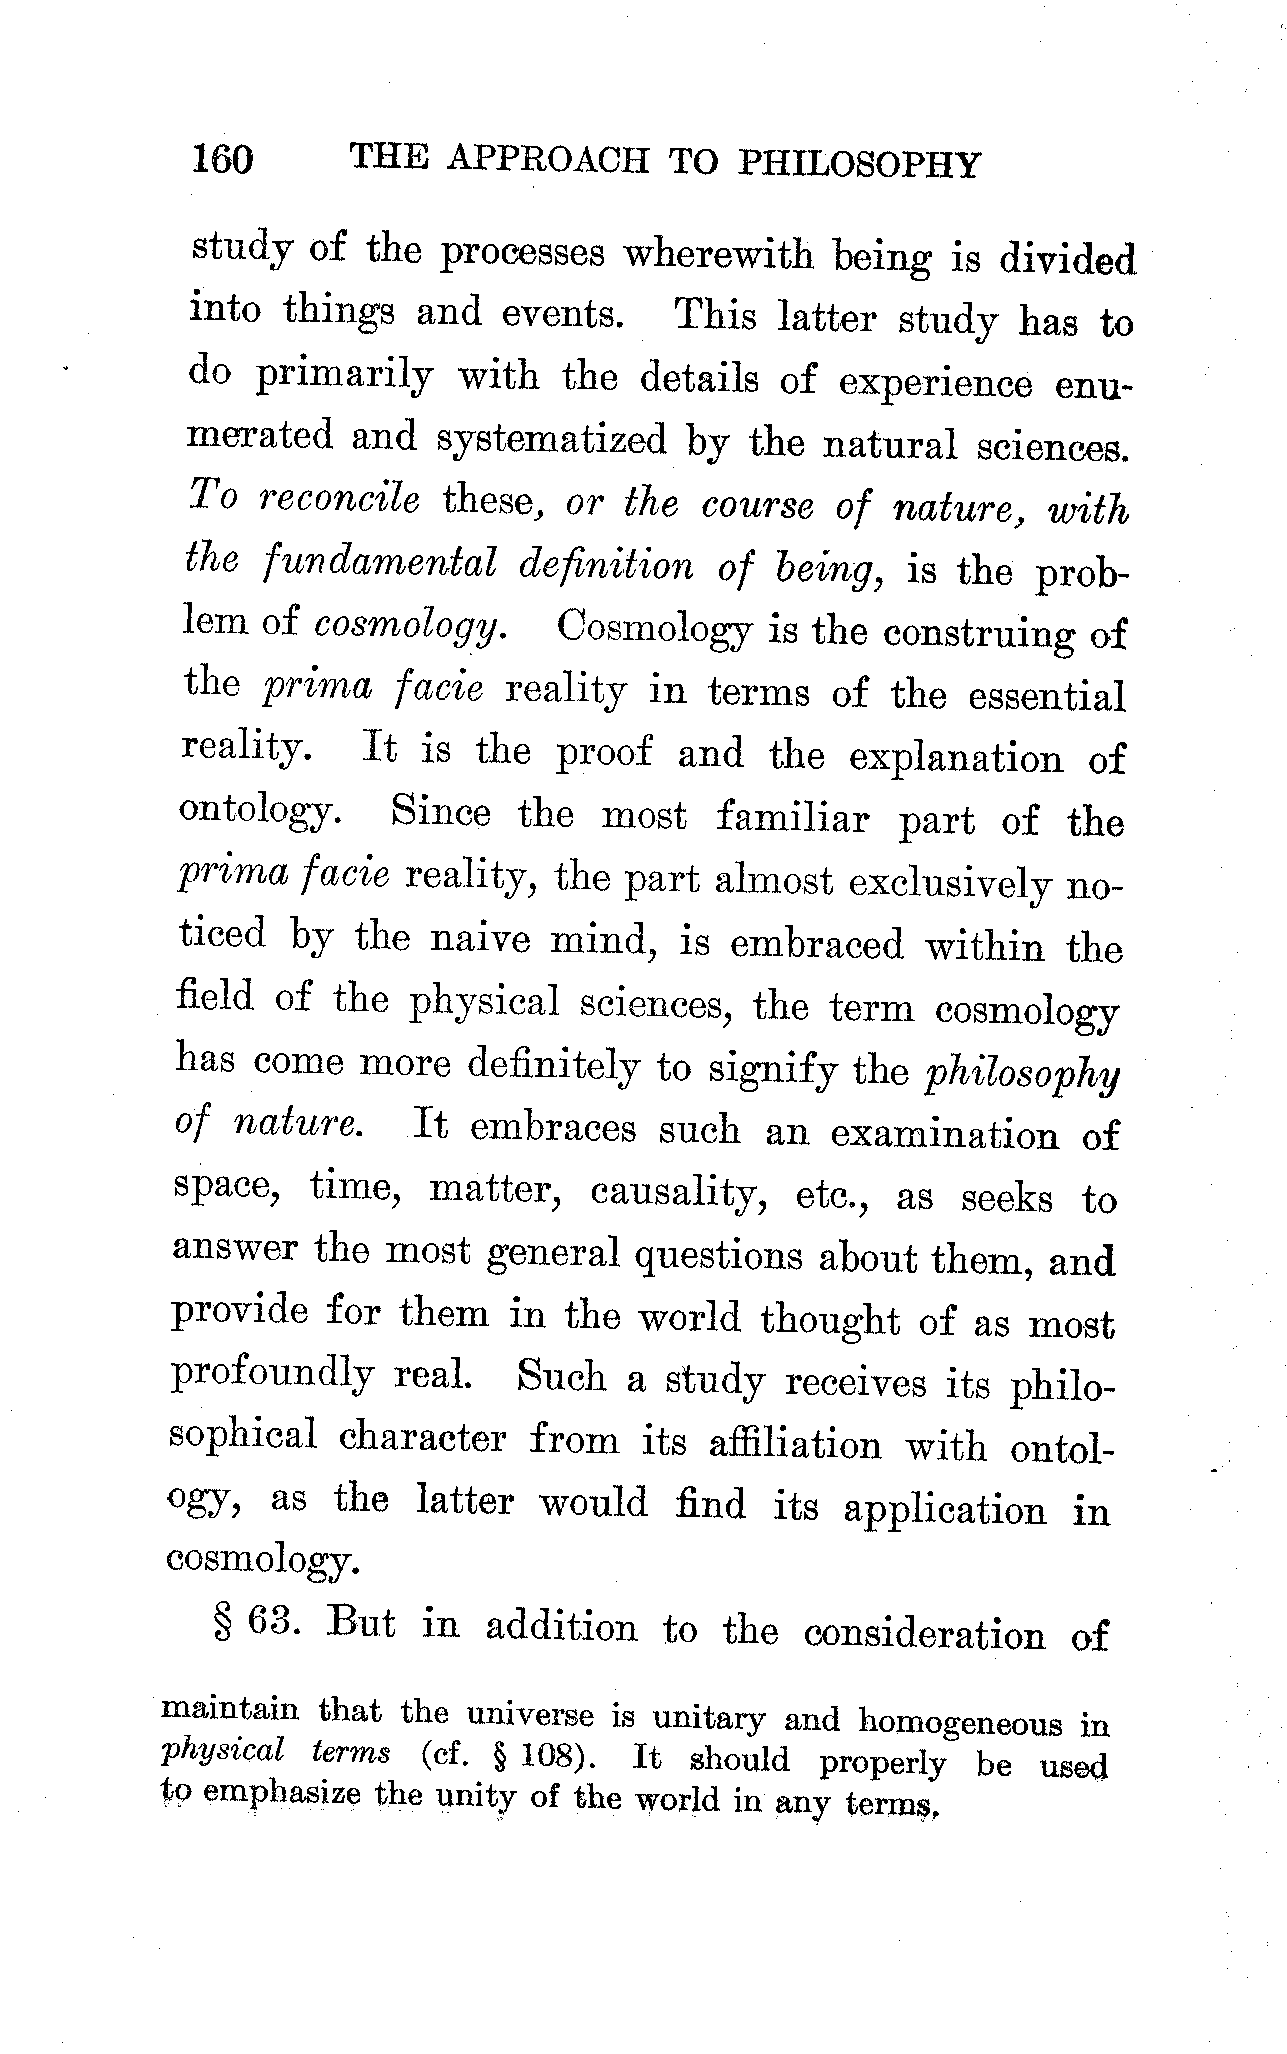 160 THE APPROACH TO PHILOSOPHY
study of the processes wherewith being is divided
into things and events. This latter study has to
do primarily with the details of experience enu-
merated and systematized by the natural sciences.
To reconcile these, or the course of nature, with
the fundamental definition of being, is the prob-
lem of cosmology. Cosmology is the construing of
the prima facie reality in terms of the essential
reality. It is the proof and the explanation of
ontology. Since the most familiar part of the
prima facie reality, the part almost exclusively no-
ticed by the naive mind, is embraced within the
field of the physical sciences, the term cosmology
has come more definitely to signify the philosophy
of nature. It embraces such an examination of
space, time, matter, causality, etc., as seeks to
answer the most general questions about them, and
provide for them in the world thought of as most
profoundly real. Such a study receives its philo-
sophical character from its affiliation with ontol-
ogy, as the latter would find its application in
cosmology.
§ 63. But in addition to the consideration of
maintain that the universe is unitary and homogeneous in
physical terms (cf. § 108). It should properly be used
to emphasize the unity of the world in any terms.